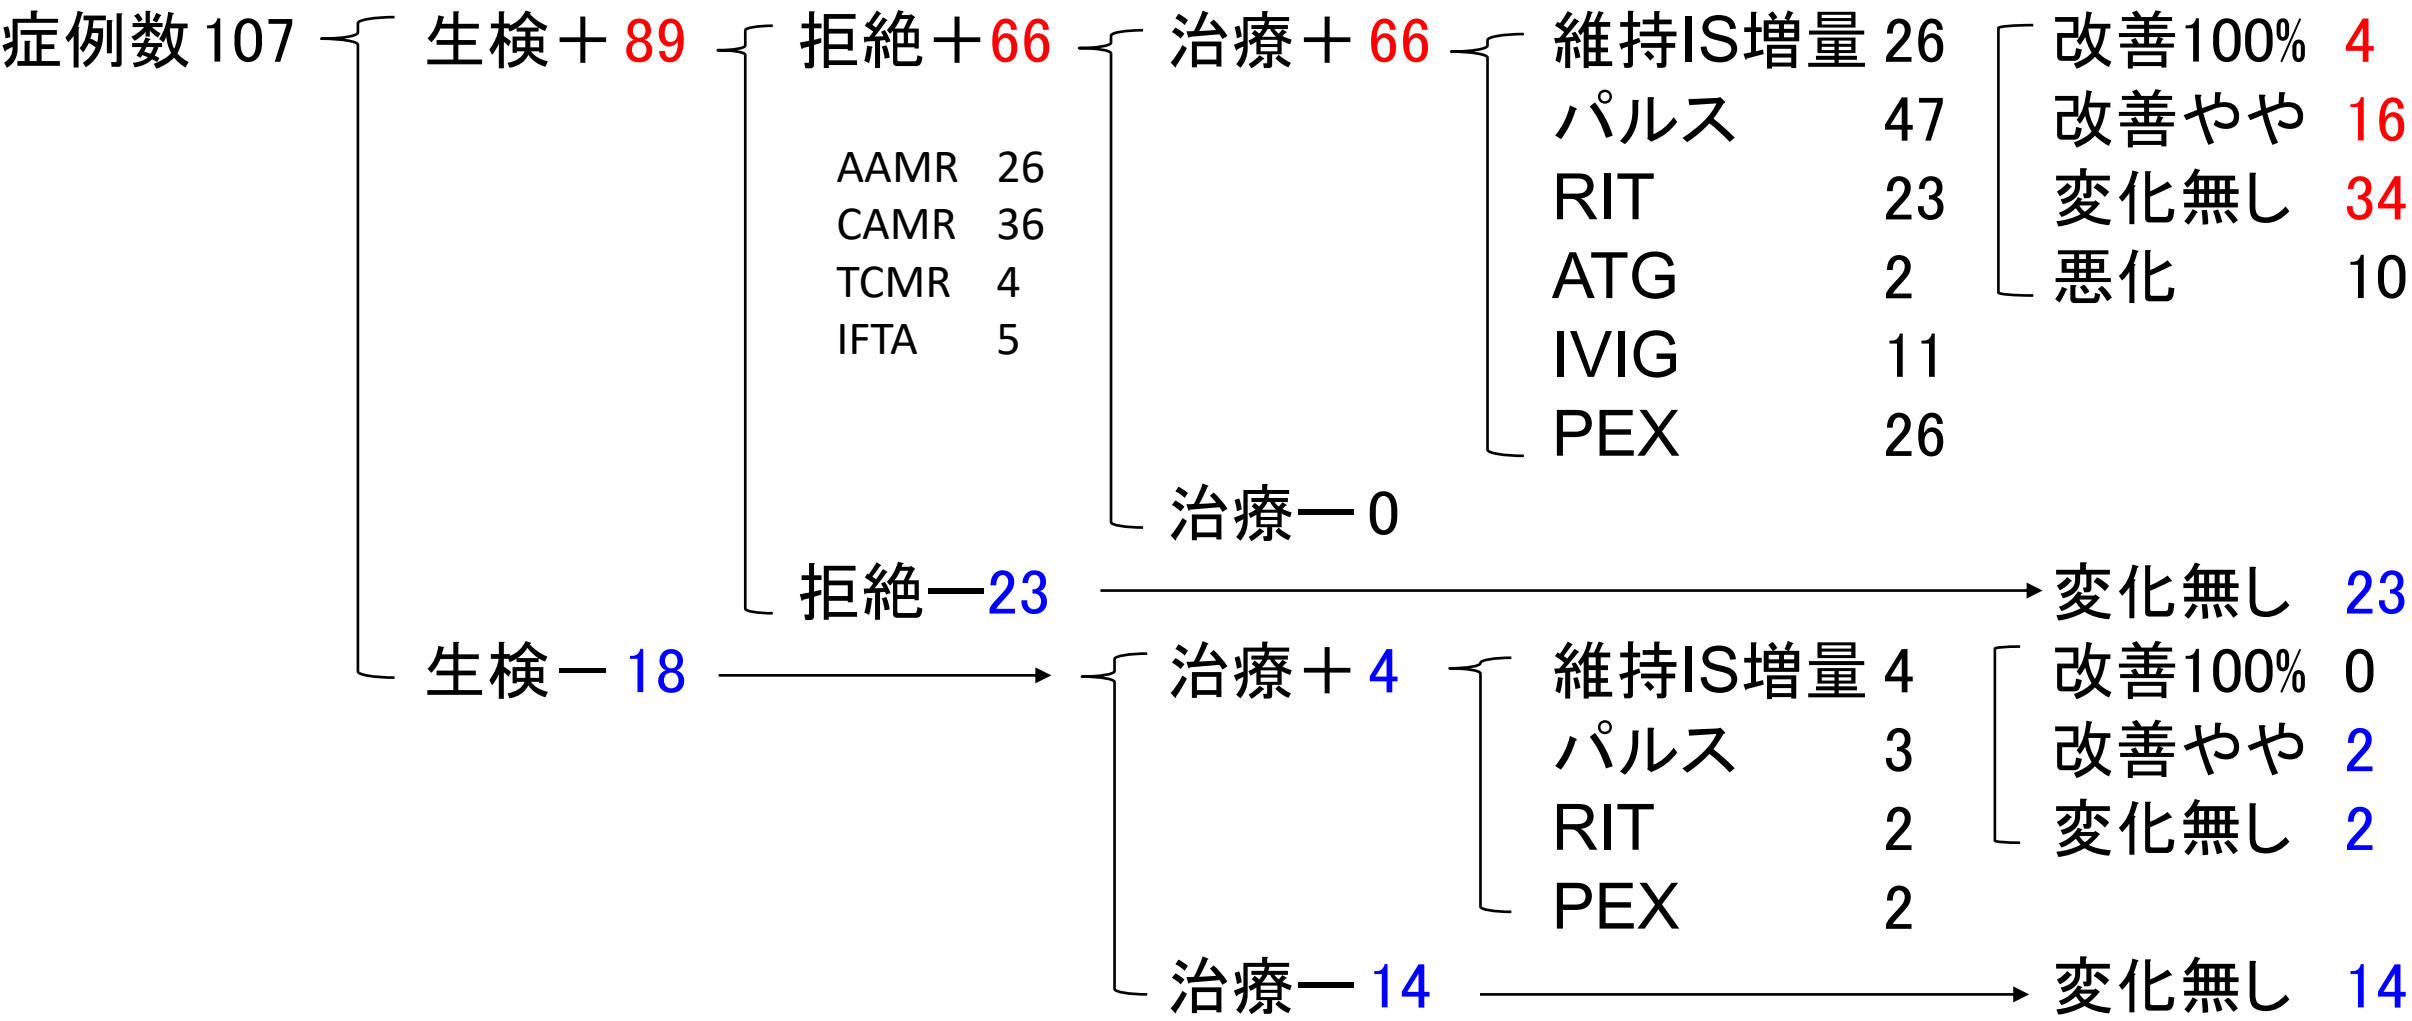 症例数 107 生検＋ 89 拒絶＋66 治療＋ 66 維持IS増量 26 改善100% 4
パルス 47 改善やや 16
AAMR 26 RIT 23 変化無し 34
CAMR 36
TCMR 4 ATG 2 悪化 10
IFTA 5 IVIG 11
PEX 26
治療ー 0
拒絶ー23 変化無し 23
生検－ 18 治療＋ 4 維持IS増量 4 改善100% 0
パルス 3 改善やや 2
RIT 2 変化無し 2
PEX 2
治療ー 14 変化無し 14